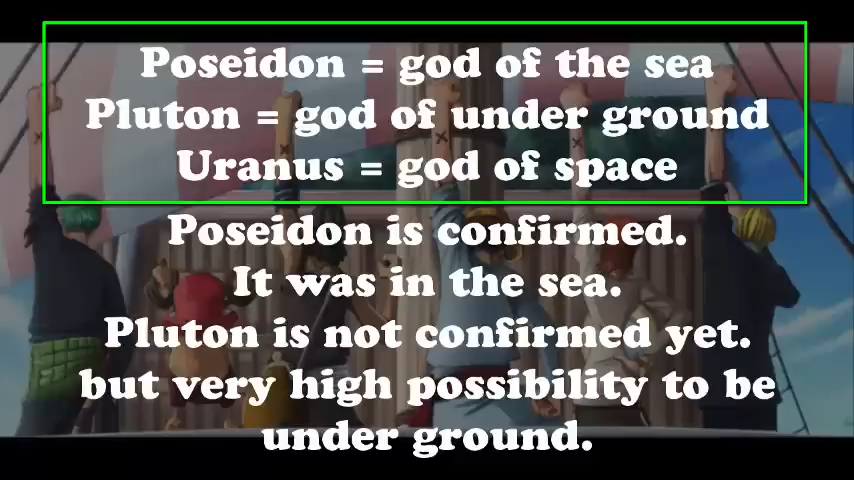 Poseidon = god of the sea
Pluton = god of under ground
Uranus = god of space
Poseidon is confirmed.
It was in the sea.
Pluton is not confirmed yet.
but very high possibility to be
under ground.